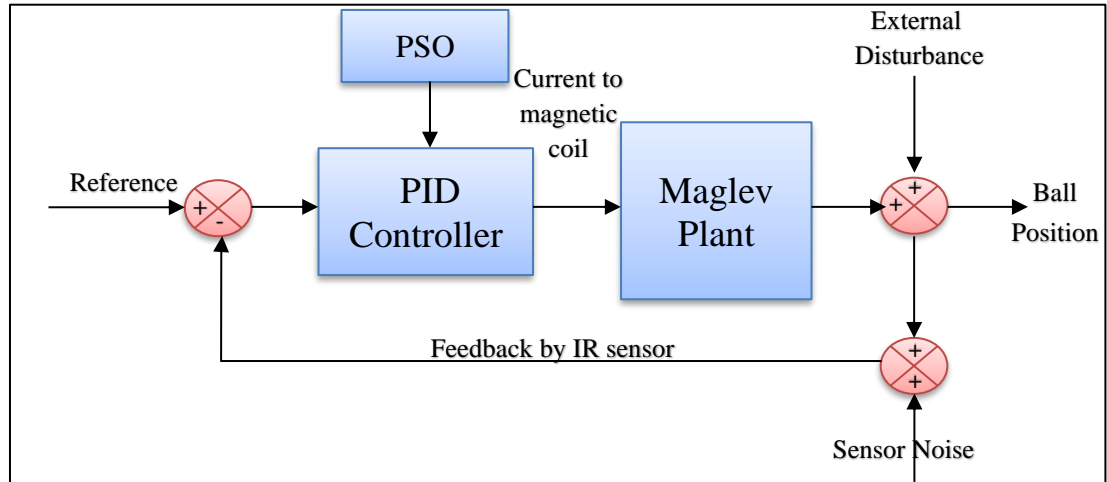 PSO
External
Disturbance
Current to
magnetic
coil
Reference
+
-
PID
Controller
Maglev
Plant
+
+
Ball
Position
Feedback by IR sensor
+
+
Sensor Noise